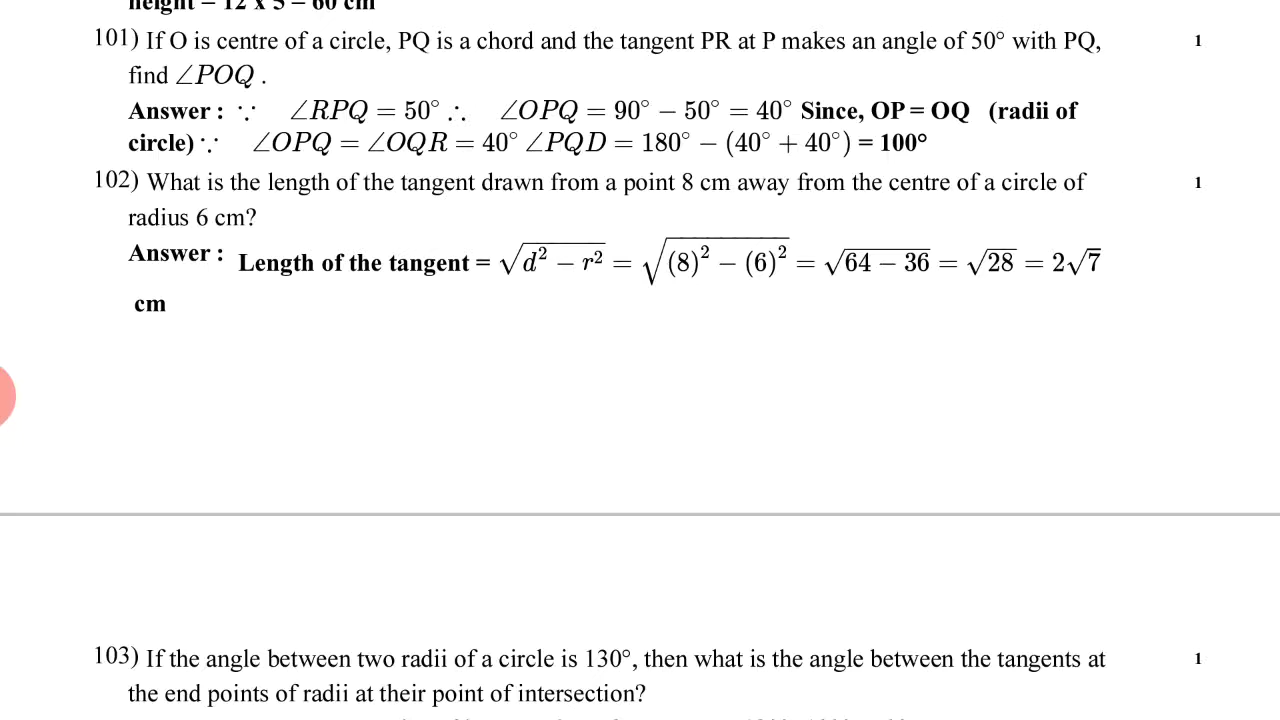 height = 12 x 5 = 60 cm
101) If O is centre of a circle, PQ is a chord and the tangent PR at P makes an angle of 50° with PQ, 1
find ∠POQ .
Answer : ∵ ∠RPQ = 50° ∴ ∠OPQ = 90° − 50° = 40° Since, OP = OQ (radii of
circle) ∵ ∠OPQ = ∠OQR = 40° ∠PQD = 180° − (40° + 40°) = 100°
102) What is the length of the tangent drawn from a point 8 cm away from the centre of a circle of 1
radius 6 cm?
Answer : Length of the tangent = √(d² − r²) = √((8)² − (6)²) = √(64 − 36) = √28 = 2√7
cm
103) If the angle between two radii of a circle is 130°, then what is the angle between the tangents at 1
the end points of radii at their point of intersection?